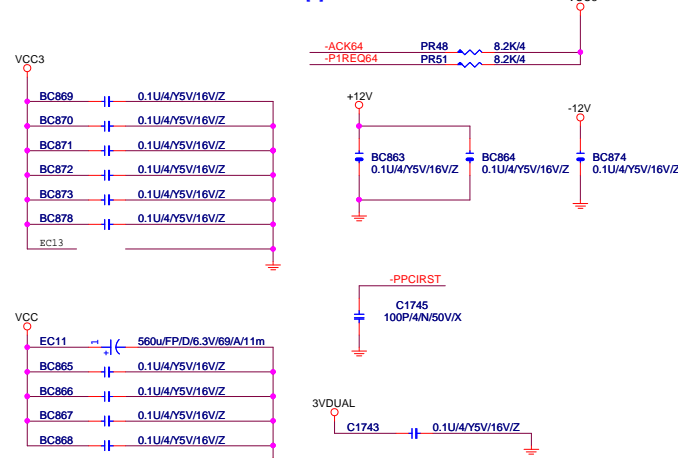 -ACK64 PR48 8.2K/4
-P1REQ64 PR51 8.2K/4
VCC3
BC869 0.1U/4/Y5V/16V/Z
BC870 0.1U/4/Y5V/16V/Z
BC871 0.1U/4/Y5V/16V/Z
BC872 0.1U/4/Y5V/16V/Z
BC873 0.1U/4/Y5V/16V/Z
BC878 0.1U/4/Y5V/16V/Z
EC13
+12V
BC863
0.1U/4/Y5V/16V/Z
BC864
0.1U/4/Y5V/16V/Z
-12V
BC874
0.1U/4/Y5V/16V/Z
-PPCIRST
C1745
100P/4/N/50V/X
VCC
EC11 1 + 560u/FP/D/6.3V/69/A/11m
BC865 0.1U/4/Y5V/16V/Z
BC866 0.1U/4/Y5V/16V/Z
BC867 0.1U/4/Y5V/16V/Z
BC868 0.1U/4/Y5V/16V/Z
3VDUAL
C1743 0.1U/4/Y5V/16V/Z